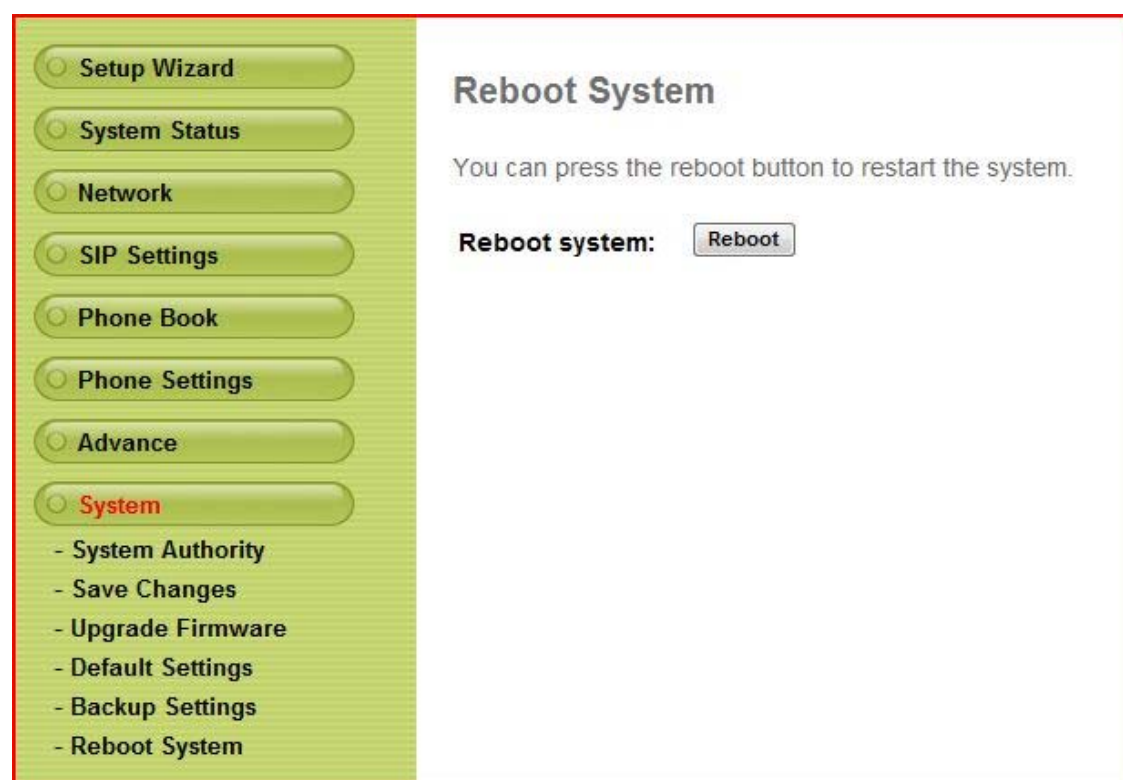 Setup Wizard
System Status
Network
SIP Settings
Phone Book
Phone Settings
Advance
System
- System Authority
- Save Changes
- Upgrade Firmware
- Default Settings
- Backup Settings
- Reboot System
Reboot System
You can press the reboot button to restart the system.
Reboot system: Reboot